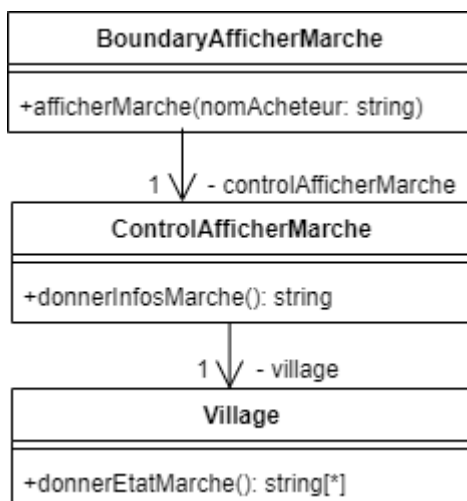 BoundaryAfficherMarche
+afficherMarche(nomAcheteur: string)
1 - controlAfficherMarche
ControlAfficherMarche
+donnerInfosMarche(): string
1 - village
Village
+donnerEtatMarche(): string[*]